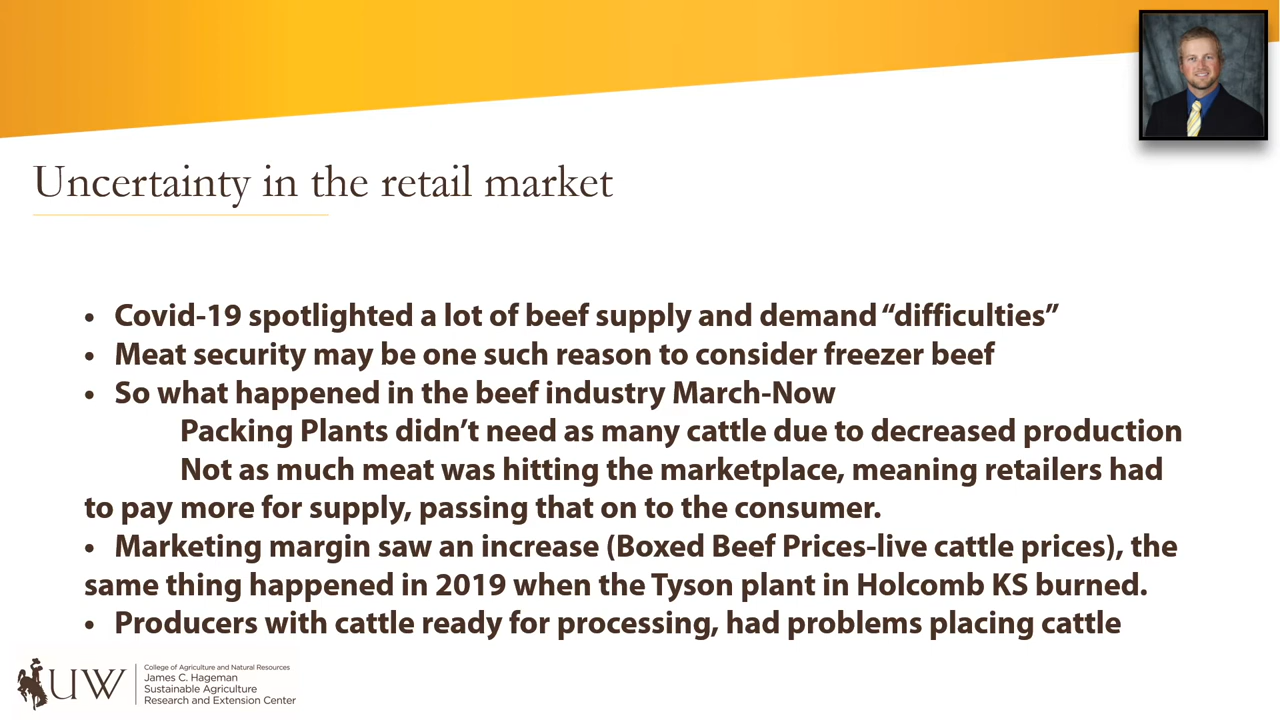 Uncertainty in the retail market
• Covid-19 spotlighted a lot of beef supply and demand “difficulties”
• Meat security may be one such reason to consider freezer beef
• So what happened in the beef industry March-Now
Packing Plants didn’t need as many cattle due to decreased production
Not as much meat was hitting the marketplace, meaning retailers had
to pay more for supply, passing that on to the consumer.
• Marketing margin saw an increase (Boxed Beef Prices-live cattle prices), the
same thing happened in 2019 when the Tyson plant in Holcomb KS burned.
• Producers with cattle ready for processing, had problems placing cattle
UW
College of Agriculture and Natural Resources
James C. Hageman
Sustainable Agriculture
Research and Extension Center